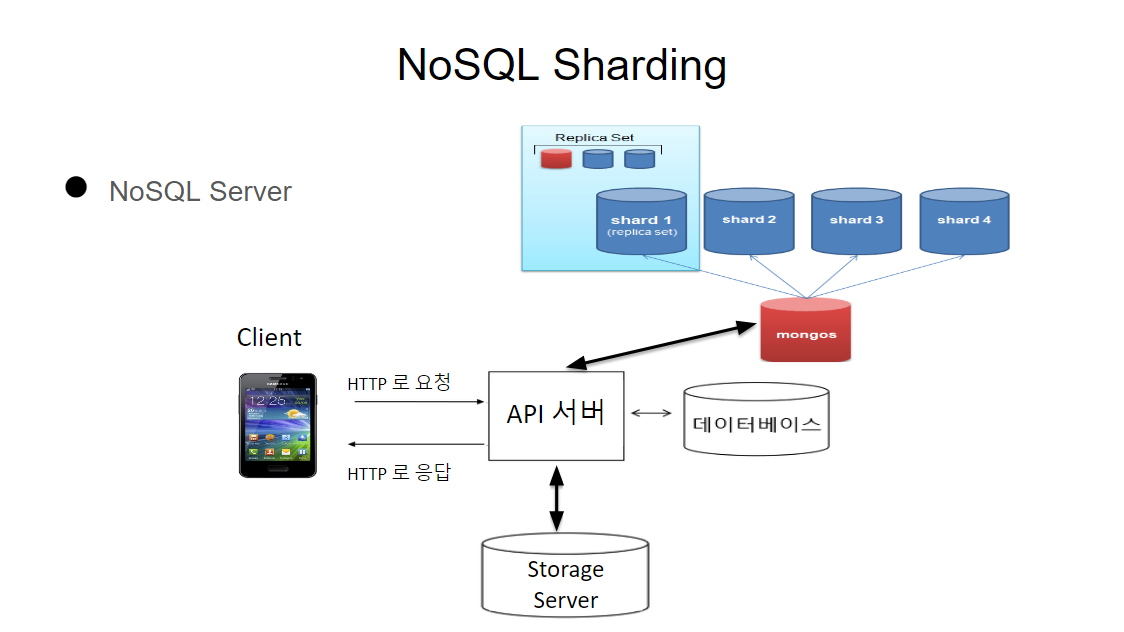 NoSQL Sharding
NoSQL Server
Replica Set
shard 1
(replica set)
shard 2
shard 3
shard 4
mongos
Client
12:25
HTTP 로 요청
HTTP 로 응답
API 서버
데이터베이스
Storage
Server